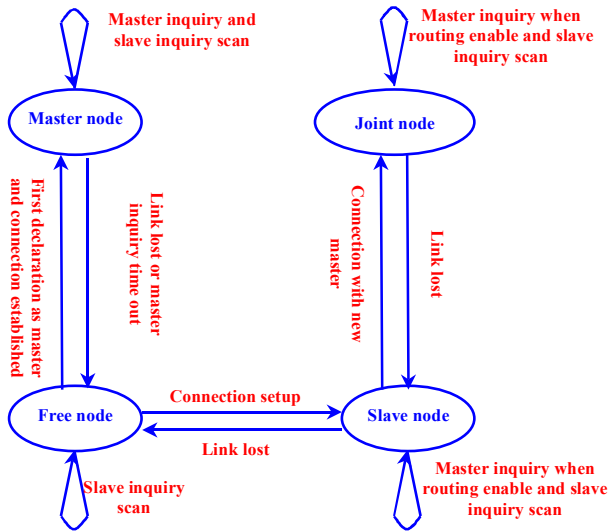 Master inquiry and
slave inquiry scan
Master inquiry when
routing enable and slave
inquiry scan
Master node
Joint node
First declaration as master
and connection established
Link lost or master
inquiry time out
Connection with new
master
Link lost
Free node
Connection setup
Link lost
Slave node
Slave inquiry
scan
Master inquiry when
routing enable and slave
inquiry scan